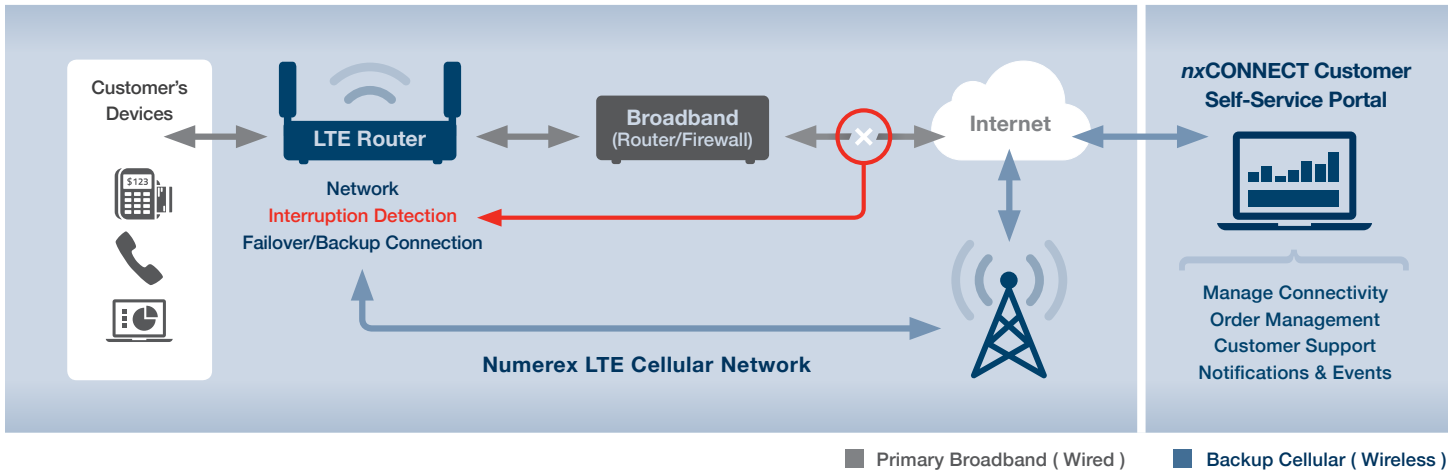 Customer's
Devices
$123
LTE Router
Network
Interruption Detection
Failover/Backup Connection
Broadband
(Router/Firewall)
Internet
Numerex LTE Cellular Network
nxCONNECT Customer
Self-Service Portal
Manage Connectivity
Order Management
Customer Support
Notifications & Events
Primary Broadband ( Wired )
Backup Cellular ( Wireless )